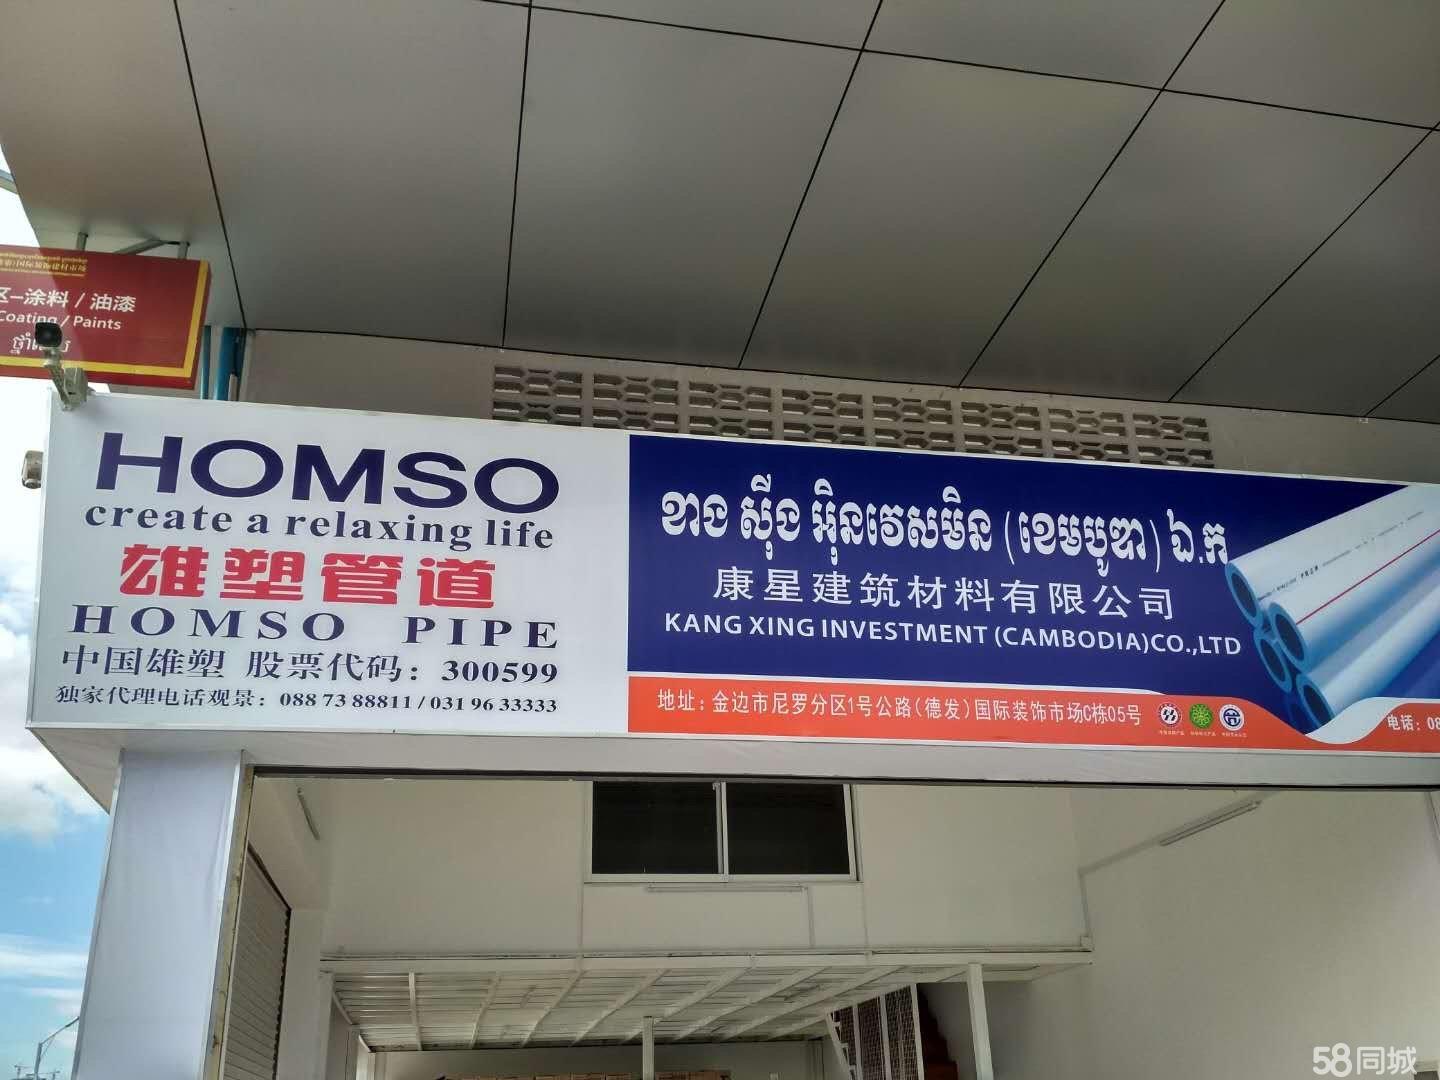 区-涂料 / 油漆
Coating / Paints
HOMSO
create a relaxing life
雄塑管道
HOMSO PIPE
中国雄塑 股票代码：300599
独家代理电话观景：088 73 88811 / 031 96 33333
ខាង ស៊ីង អ៊ិនវេសមិន (ខេមបូឌា) ឯ.ក
康星建筑材料有限公司
KANG XING INVESTMENT (CAMBODIA)CO.,LTD
地址：金边市尼罗分区1号公路(德发)国际装饰市场C栋05号
电话：08
58同城